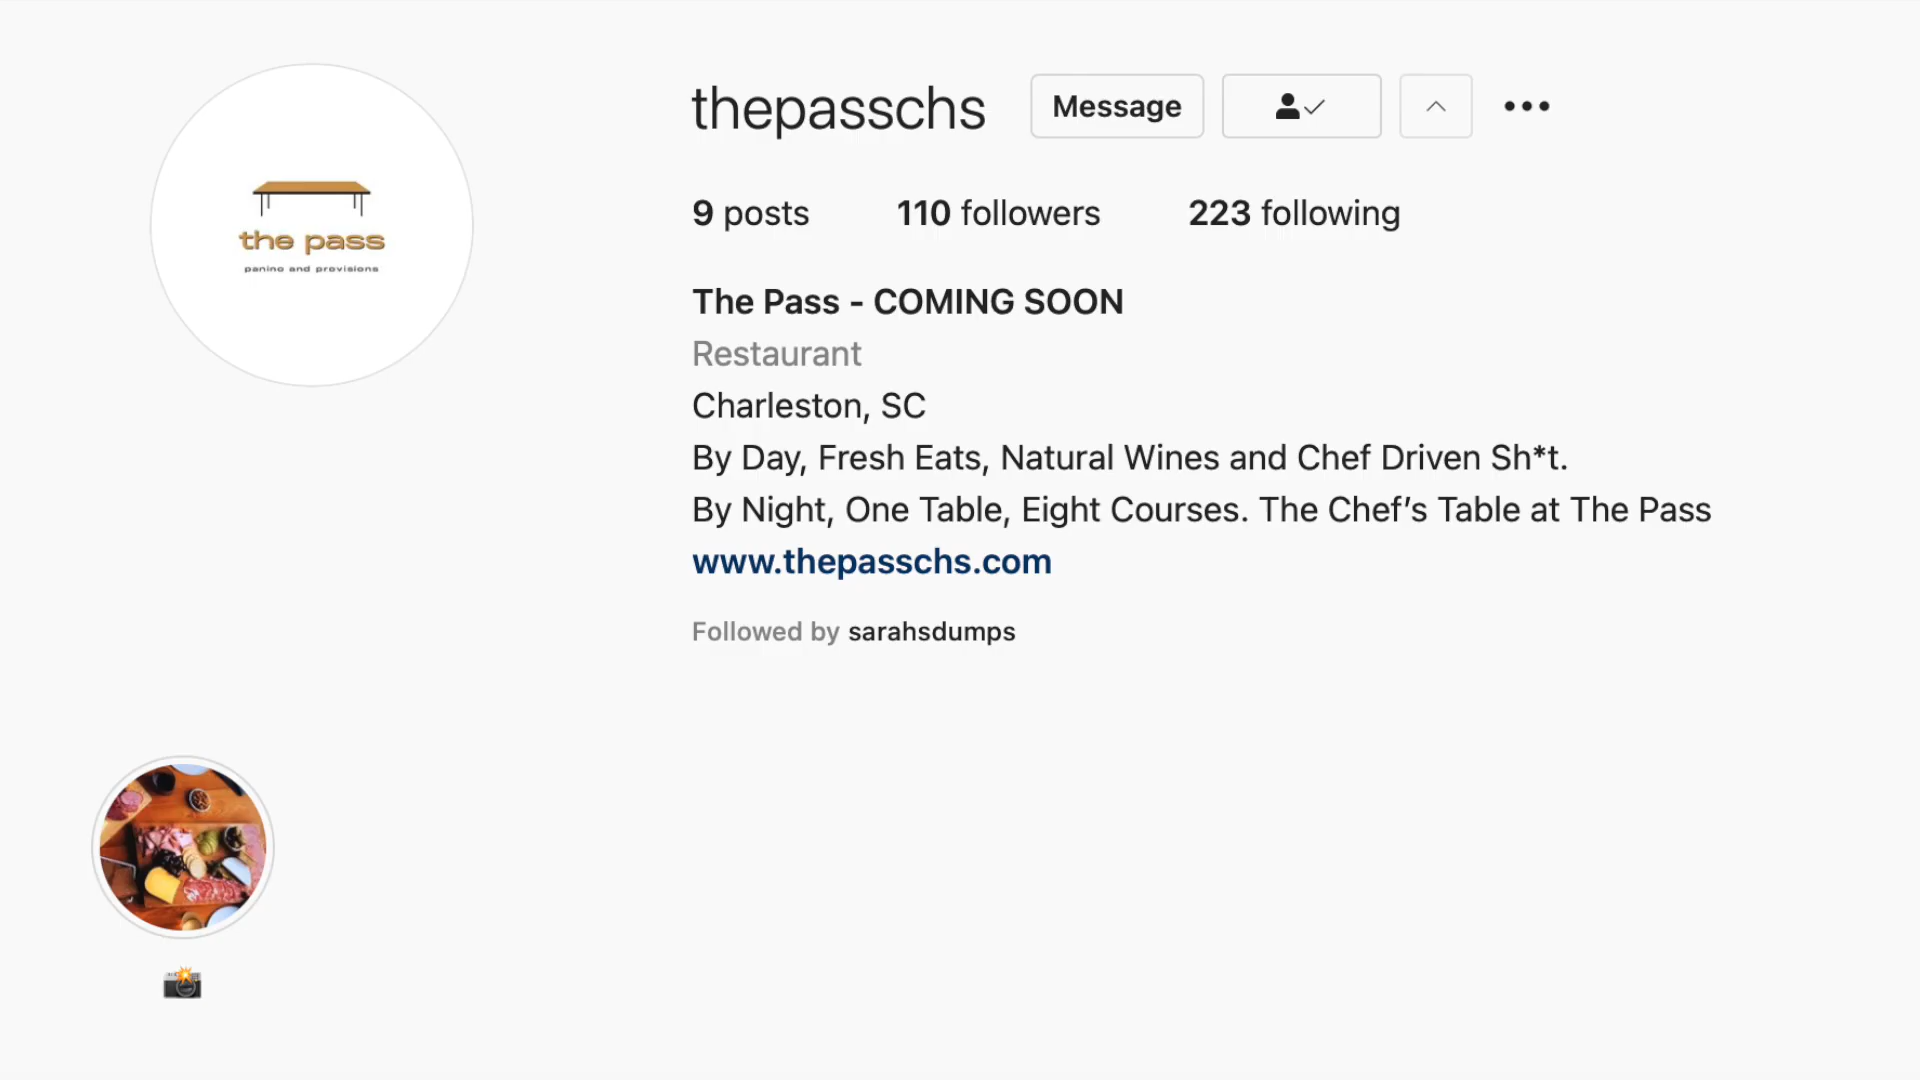 thepasschs Message
9 posts 110 followers 223 following
the pass
panino and provisions
The Pass - COMING SOON
Restaurant
Charleston, SC
By Day, Fresh Eats, Natural Wines and Chef Driven Sh*t.
By Night, One Table, Eight Courses. The Chef’s Table at The Pass
www.thepasschs.com
Followed by sarahsdumps